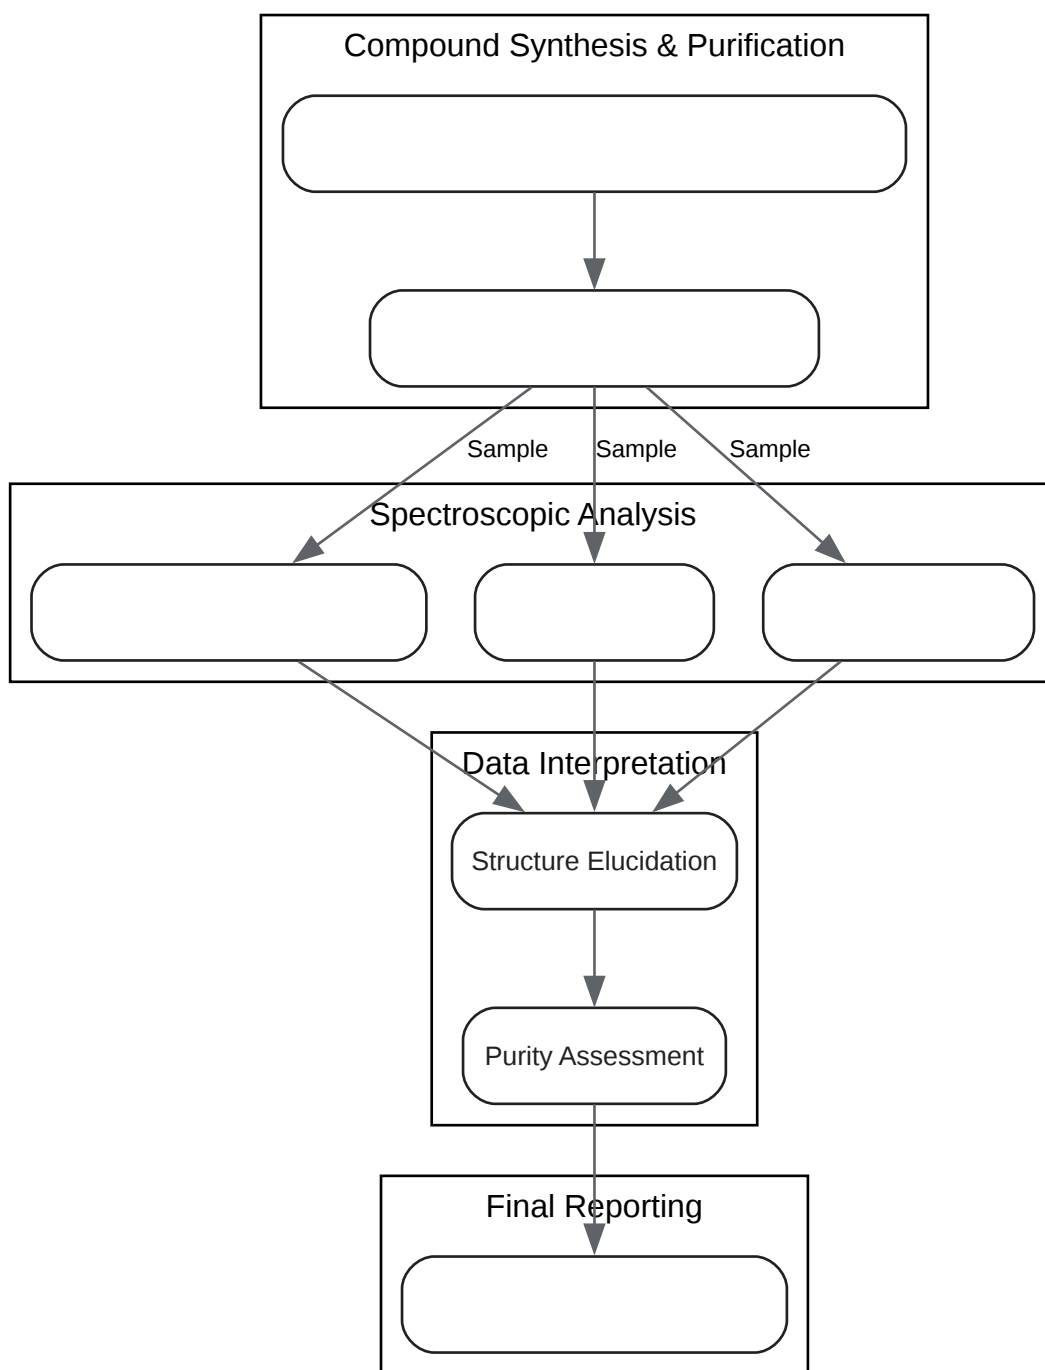 Compound Synthesis & Purification
Sample
Sample
Sample
Spectroscopic Analysis
Data Interpretation
Structure Elucidation
Purity Assessment
Final Reporting